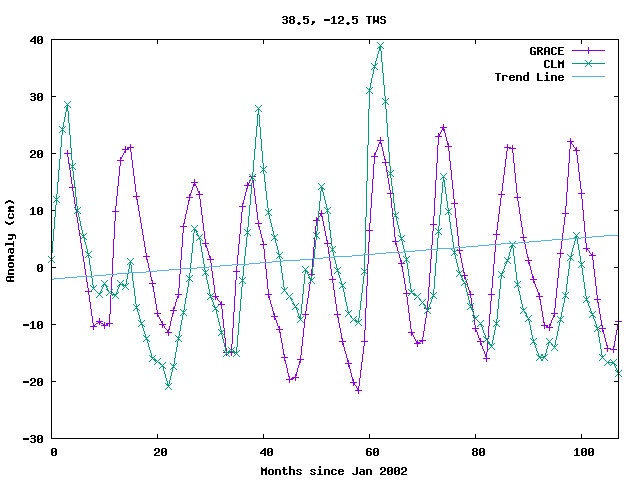 38.5, -12.5 TWS
GRACE
CLM
Trend Line
40
30
20
10
0
-10
-20
-30
Anomaly (cm)
0 20 40 60 80 100
Months since Jan 2002